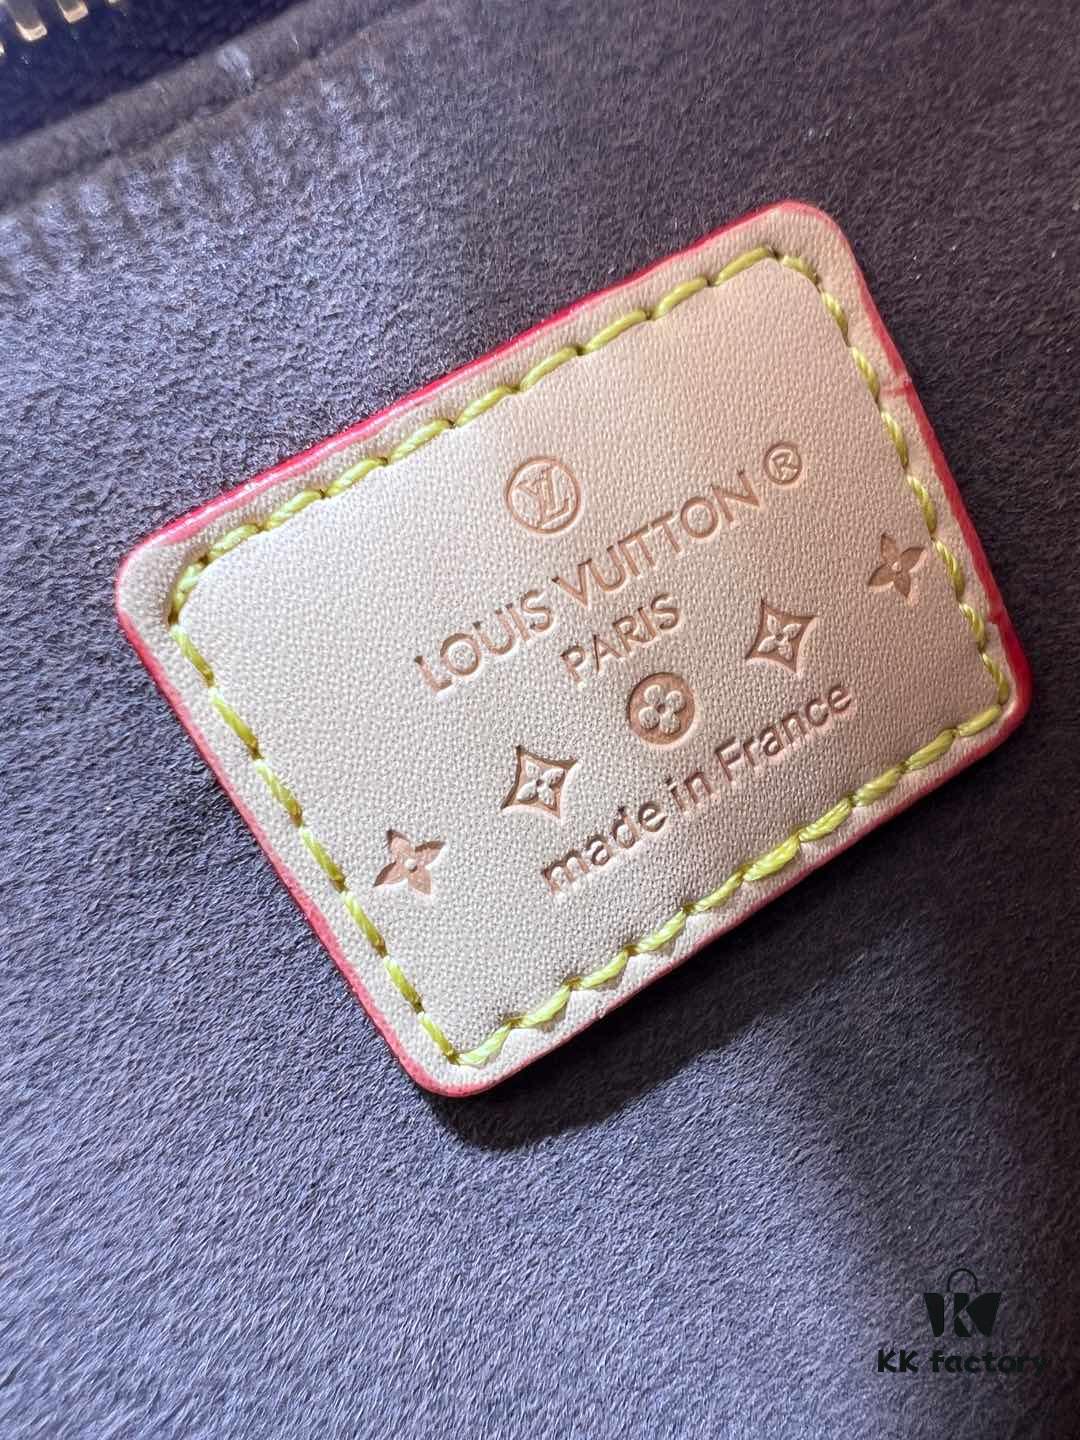 LV
LOUIS VUITTON ®
PARIS
made in France
KK factory